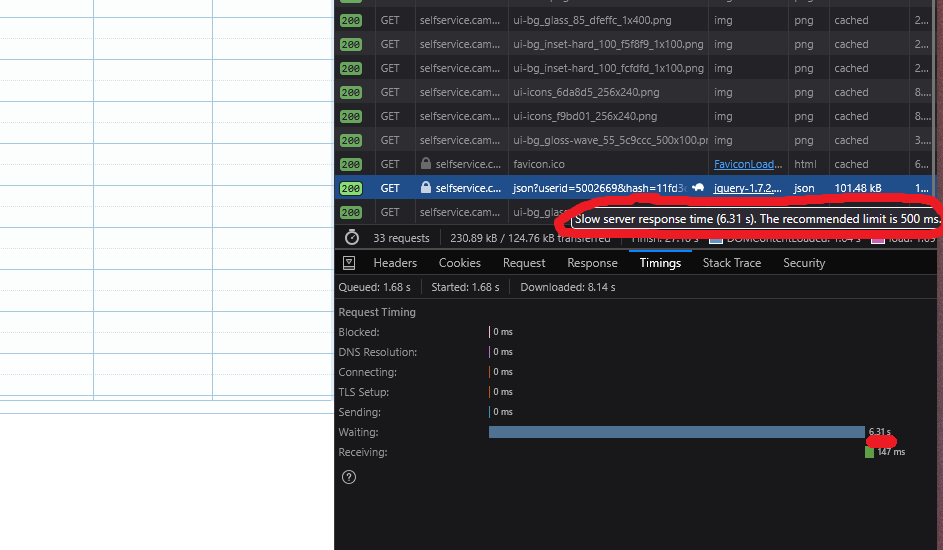 200 GET selfservice.cam... ui-bg_glass_85_dfeffc_1x400.png img png cached 2...
200 GET selfservice.cam... ui-bg_inset-hard_100_f5f8f9_1x100.png img png cached 2...
200 GET selfservice.cam... ui-bg_inset-hard_100_fcfdfd_1x100.png img png cached 2...
200 GET selfservice.cam... ui-icons_6da8d5_256x240.png img png cached 8...
200 GET selfservice.cam... ui-icons_f9bd01_256x240.png img png cached 8...
200 GET selfservice.cam... ui-bg_gloss-wave_55_5c9ccc_500x100.pn img png cached 3...
200 GET selfservice.c... favicon.ico FaviconLoad... html cached 6...
200 GET selfservice.c... json?userid=5002669&hash=11fd3 jquery-1.7.2.... json 101.48 kB 1...
200 GET selfservice.cam... ui-bg_glas
Slow server response time (6.31 s). The recommended limit is 500 ms.
33 requests 230.89 kB / 124.76 kB transferred Finish: DOMContentLoaded: load:
Headers Cookies Request Response Timings Stack Trace Security
Queued: 1.68 s Started: 1.68 s Downloaded: 8.14 s
Request Timing
Blocked: 0 ms
DNS Resolution: 0 ms
Connecting: 0 ms
TLS Setup: 0 ms
Sending: 0 ms
Waiting: 6.31 s
Receiving: 147 ms